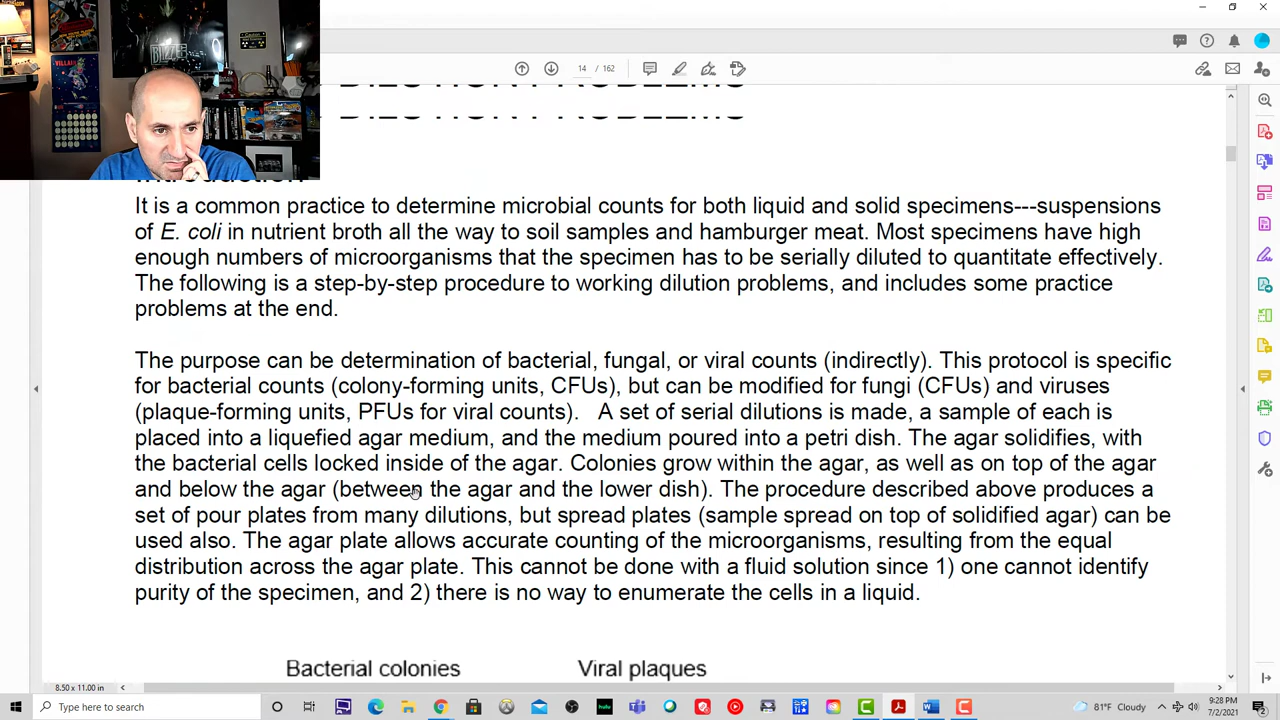 14 / 162
DILUTION PROBLEMS
Introduction
It is a common practice to determine microbial counts for both liquid and solid specimens---suspensions
of E. coli in nutrient broth all the way to soil samples and hamburger meat. Most specimens have high
enough numbers of microorganisms that the specimen has to be serially diluted to quantitate effectively.
The following is a step-by-step procedure to working dilution problems, and includes some practice
problems at the end.
The purpose can be determination of bacterial, fungal, or viral counts (indirectly). This protocol is specific
for bacterial counts (colony-forming units, CFUs), but can be modified for fungi (CFUs) and viruses
(plaque-forming units, PFUs for viral counts). A set of serial dilutions is made, a sample of each is
placed into a liquefied agar medium, and the medium poured into a petri dish. The agar solidifies, with
the bacterial cells locked inside of the agar. Colonies grow within the agar, as well as on top of the agar
and below the agar (between the agar and the lower dish). The procedure described above produces a
set of pour plates from many dilutions, but spread plates (sample spread on top of solidified agar) can be
used also. The agar plate allows accurate counting of the microorganisms, resulting from the equal
distribution across the agar plate. This cannot be done with a fluid solution since 1) one cannot identify
purity of the specimen, and 2) there is no way to enumerate the cells in a liquid.
Bacterial colonies Viral plaques
8.50 x 11.00 in
Type here to search
hulu
81°F Cloudy
9:28 PM
7/2/2021